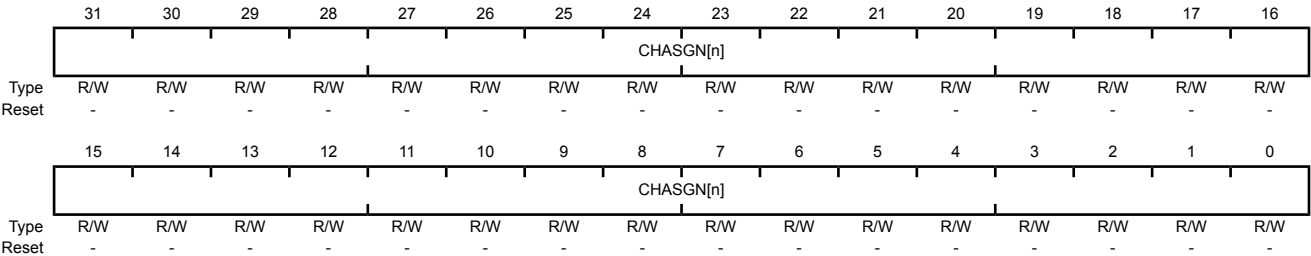 31 30 29 28 27 26 25 24 23 22 21 20 19 18 17 16
CHASGN[n]
Type R/W R/W R/W R/W R/W R/W R/W R/W R/W R/W R/W R/W R/W R/W R/W R/W
Reset - - - - - - - - - - - - - - - -
15 14 13 12 11 10 9 8 7 6 5 4 3 2 1 0
CHASGN[n]
Type R/W R/W R/W R/W R/W R/W R/W R/W R/W R/W R/W R/W R/W R/W R/W R/W
Reset - - - - - - - - - - - - - - - -